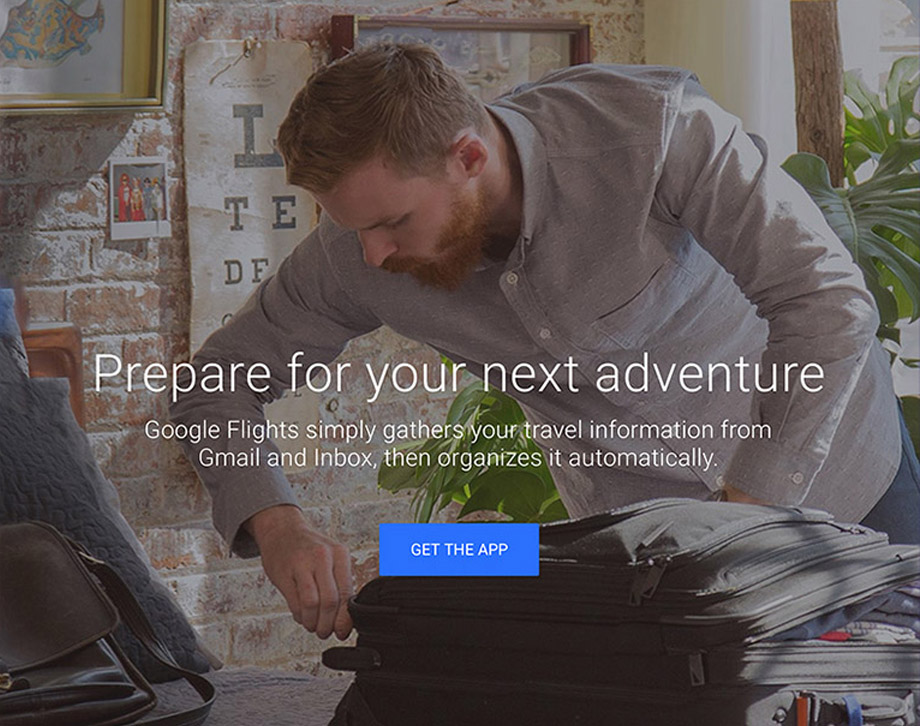 L
T E
D E
Prepare for your next adventure
Google Flights simply gathers your travel information from
Gmail and Inbox, then organizes it automatically.
GET THE APP